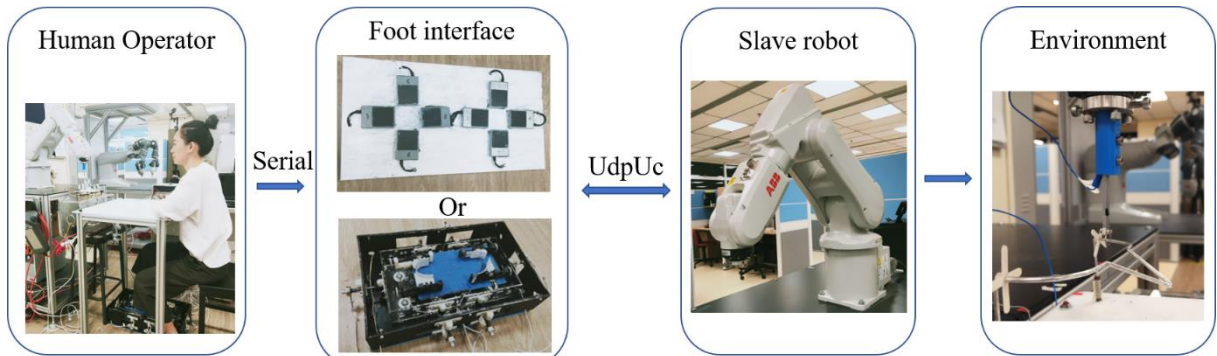 Human Operator
Serial
Foot interface
Or
UdpUc
Slave robot
ABB
Environment